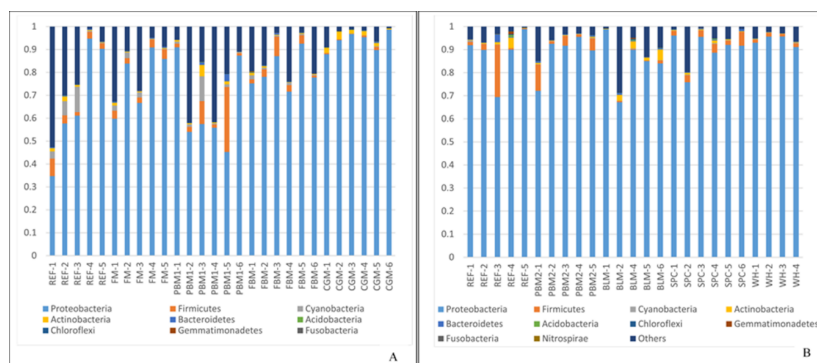 1
0.9
0.8
0.7
0.6
0.5
0.4
0.3
0.2
0.1
0
REF-1 REF-2 REF-3 REF-4 REF-5 FM-1 FM-2 FM-3 FM-4 FM-5 PBM1-1 PBM1-2 PBM1-3 PBM1-4 PBM1-5 PBM1-6 FBM-1 FBM-2 FBM-3 FBM-4 FBM-5 FBM-6 CGM-1 CGM-2 CGM-3 CGM-4 CGM-5 CGM-6
Proteobacteria Firmicutes Cyanobacteria
Actinobacteria Bacteroidetes Acidobacteria
Chloroflexi Gemmatimonadetes Fusobacteria
A
1
0.9
0.8
0.7
0.6
0.5
0.4
0.3
0.2
0.1
0
REF-1 REF-2 REF-3 REF-4 REF-5 PBM2-1 PBM2-2 PBM2-3 PBM2-4 PBM2-5 BLM-1 BLM-2 BLM-4 BLM-5 BLM-6 SPC-1 SPC-2 SPC-3 SPC-4 SPC-5 SPC-6 WH-1 WH-2 WH-3 WH-4
Proteobacteria Firmicutes Cyanobacteria Actinobacteria
Bacteroidetes Acidobacteria Chloroflexi Gemmatimonadetes
Fusobacteria Nitrospirae Others
B